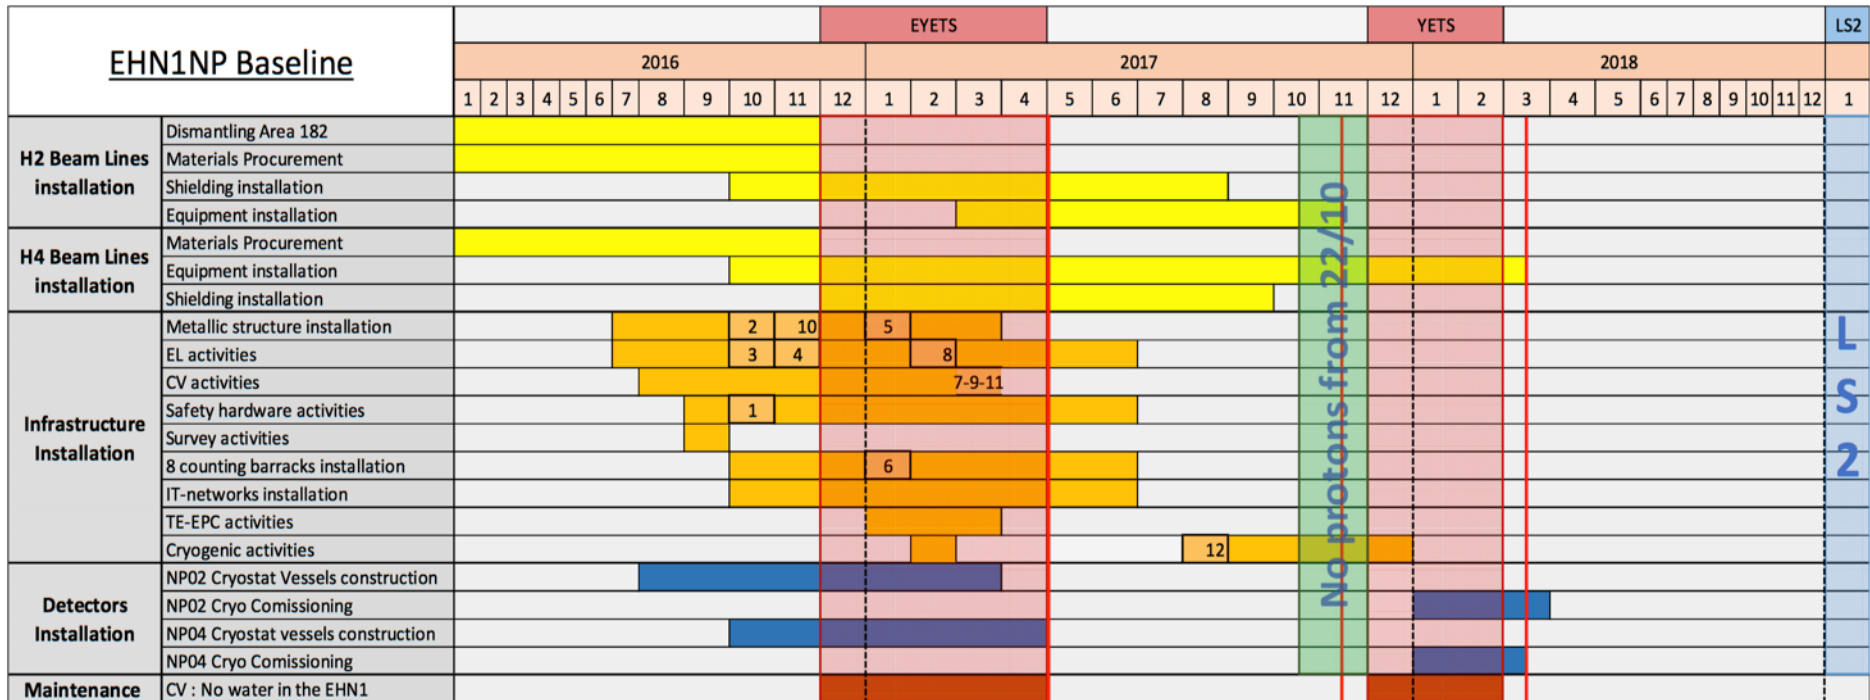 EYETS YETS LS2
EHN1NP Baseline
2016 2017 2018
1 2 3 4 5 6 7 8 9 10 11 12 1 2 3 4 5 6 7 8 9 10 11 12 1 2 3 4 5 6 7 8 9 10 11 12 1
H2 Beam Lines
installation
Dismantling Area 182
Materials Procurement
Shielding installation
Equipment installation
H4 Beam Lines
installation
Materials Procurement
Equipment installation
Shielding installation
Infrastructure
Installation
Metallic structure installation 2 10 5
EL activities 3 4 8
CV activities 7-9-11
Safety hardware activities 1
Survey activities
8 counting barracks installation 6
IT-networks installation
TE-EPC activities
Cryogenic activities 12
Detectors
Installation
NP02 Cryostat Vessels construction
NP02 Cryo Comissioning
NP04 Cryostat vessels construction
NP04 Cryo Comissioning
Maintenance CV : No water in the EHN1
No protons from 22/10
L
S
2